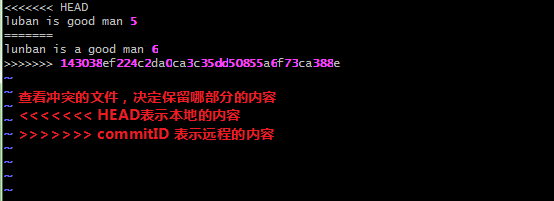 <<<<<<< HEAD
luban is good man 5
=======
lunban is a good man 6
>>>>>>> 143038ef224c2da0ca3c35dd50855a6f73ca388e
~
~ 查看冲突的文件，决定保留哪部分的内容
~ <<<<<<< HEAD表示本地的内容
~
~ >>>>>>> commitID 表示远程的内容
~
~
~